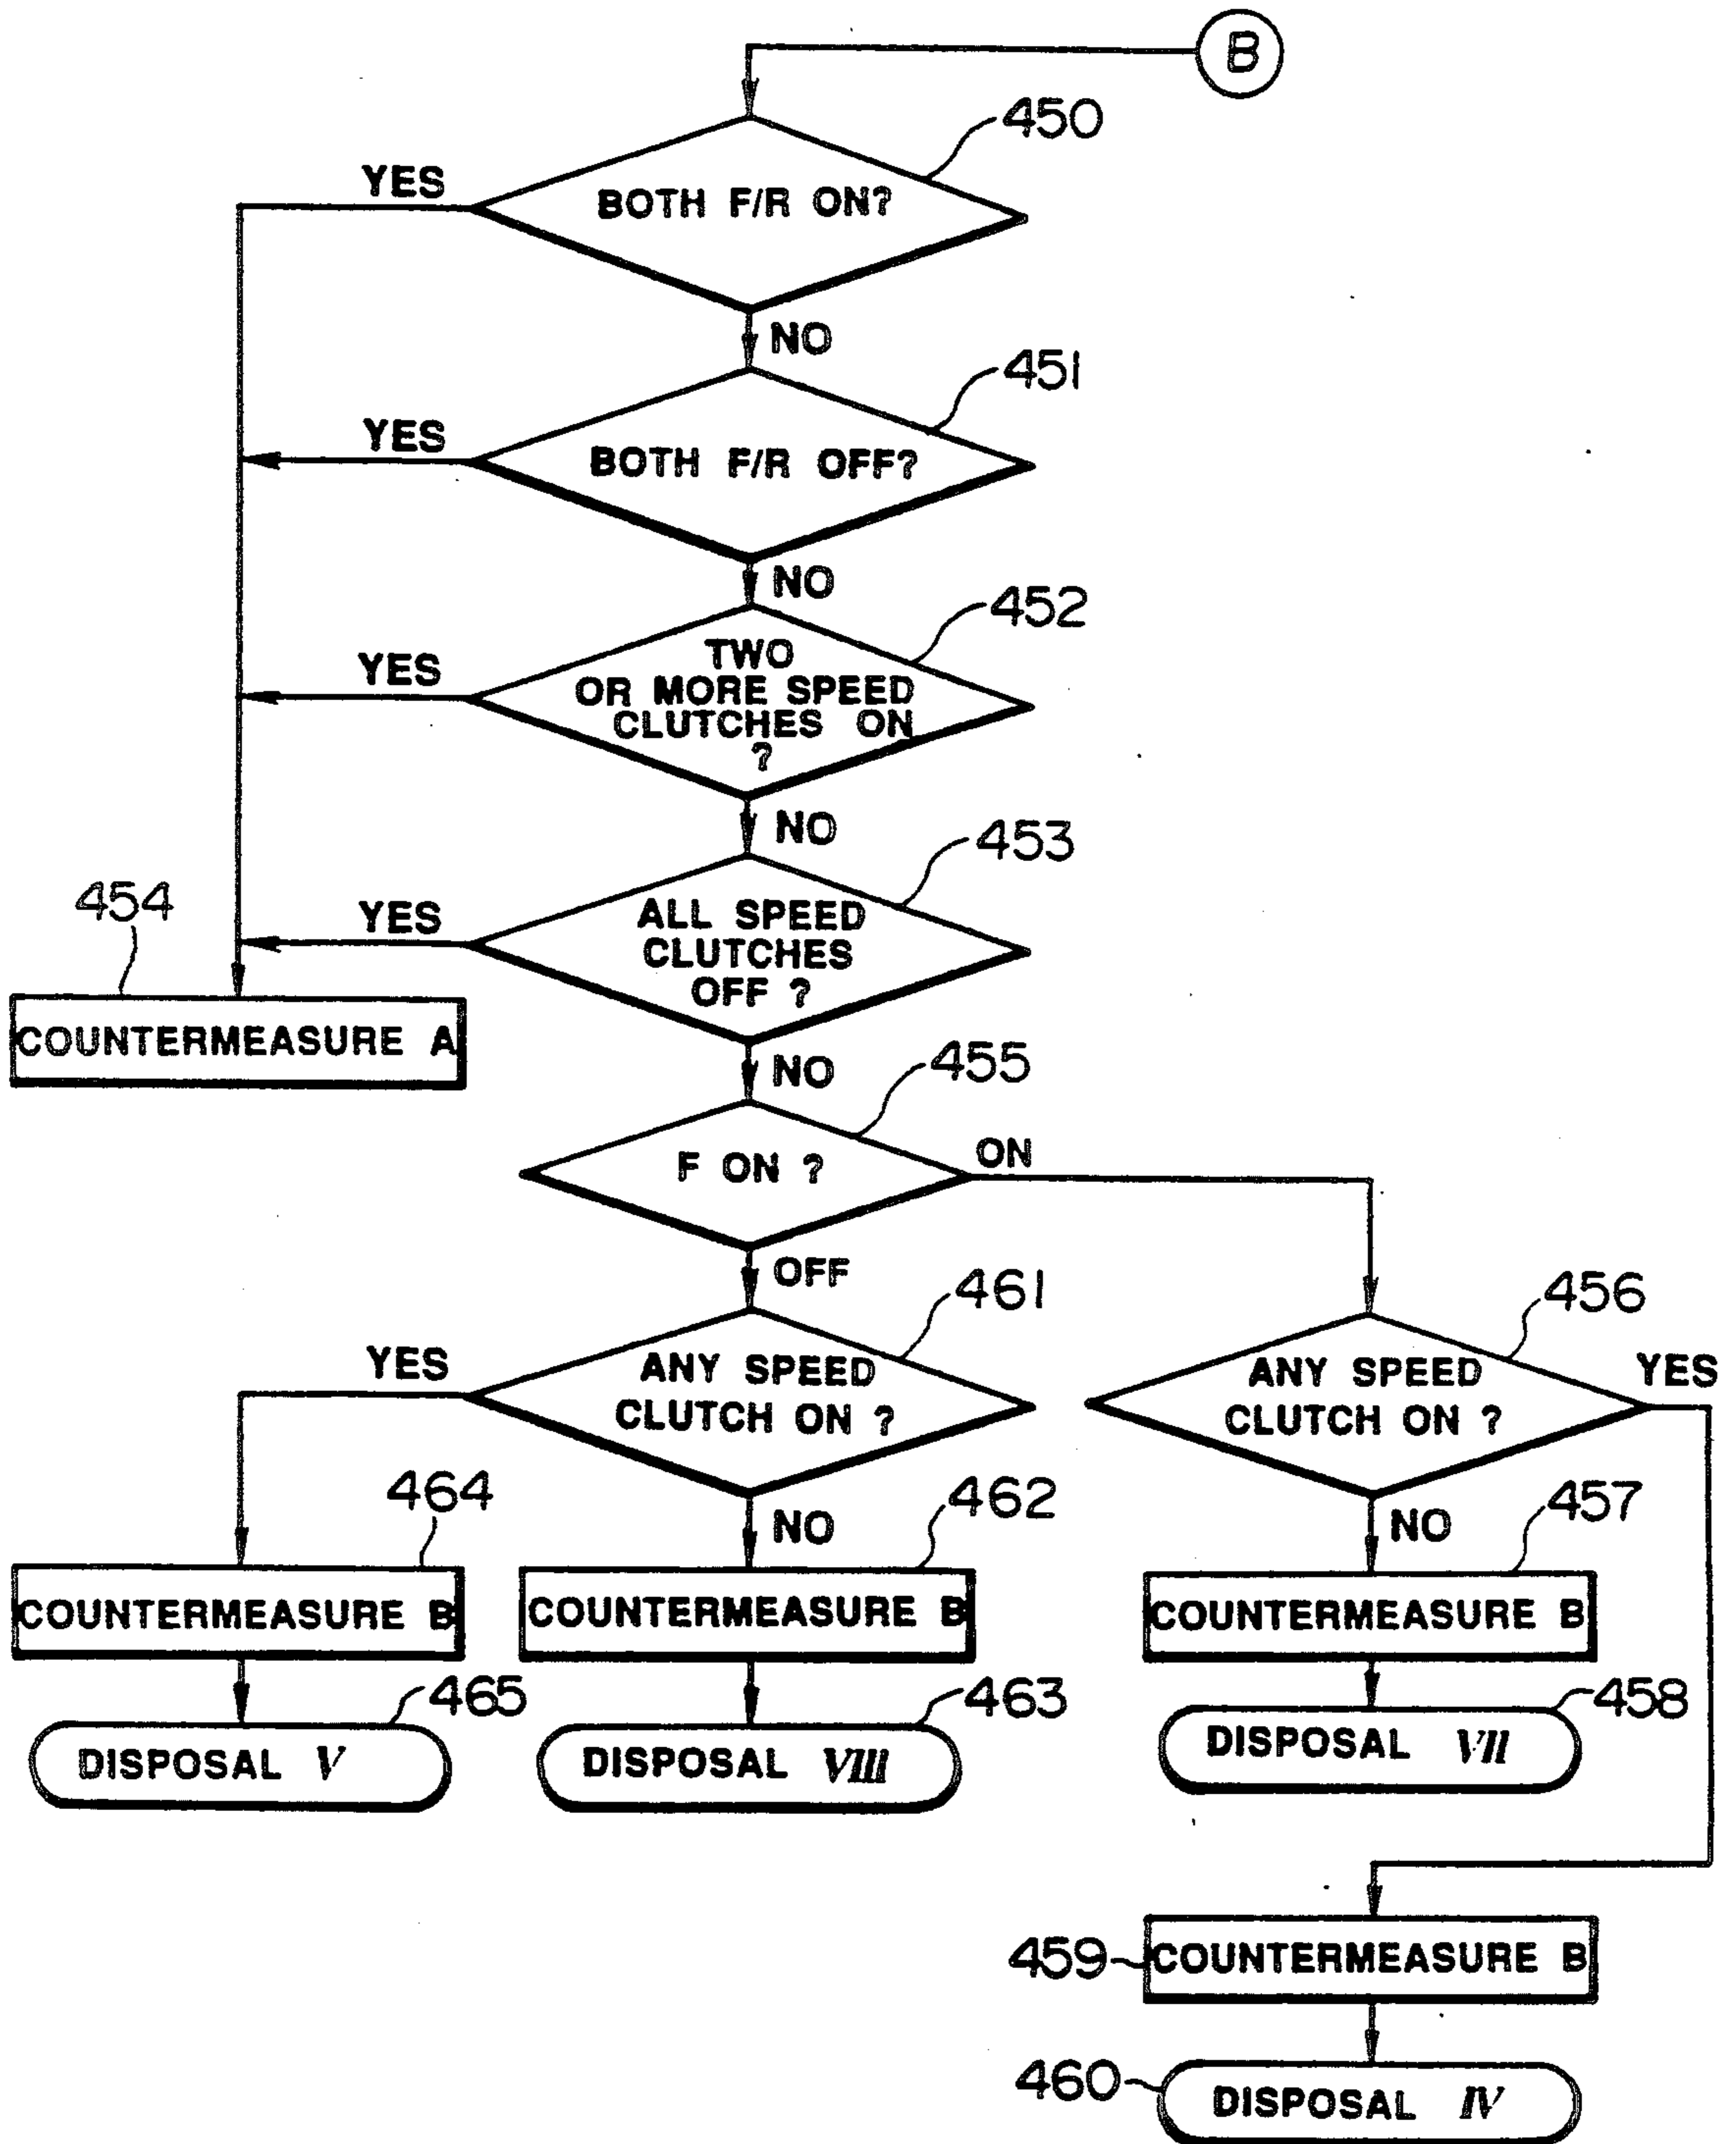 B
450
YES
BOTH F/R ON?
NO
451
YES
BOTH F/R OFF?
NO
452
YES
TWO
OR MORE SPEED
CLUTCHES ON
?
NO
453
454
YES
ALL SPEED
CLUTCHES
OFF ?
COUNTERMEASURE A
NO
455
F ON ?
ON
OFF
461
456
YES
ANY SPEED
CLUTCH ON ?
ANY SPEED
CLUTCH ON ?
YES
464
NO
462
NO
457
COUNTERMEASURE B
COUNTERMEASURE B
COUNTERMEASURE B
465
463
458
DISPOSAL V
DISPOSAL VIII
DISPOSAL VII
459
COUNTERMEASURE B
460
DISPOSAL IV